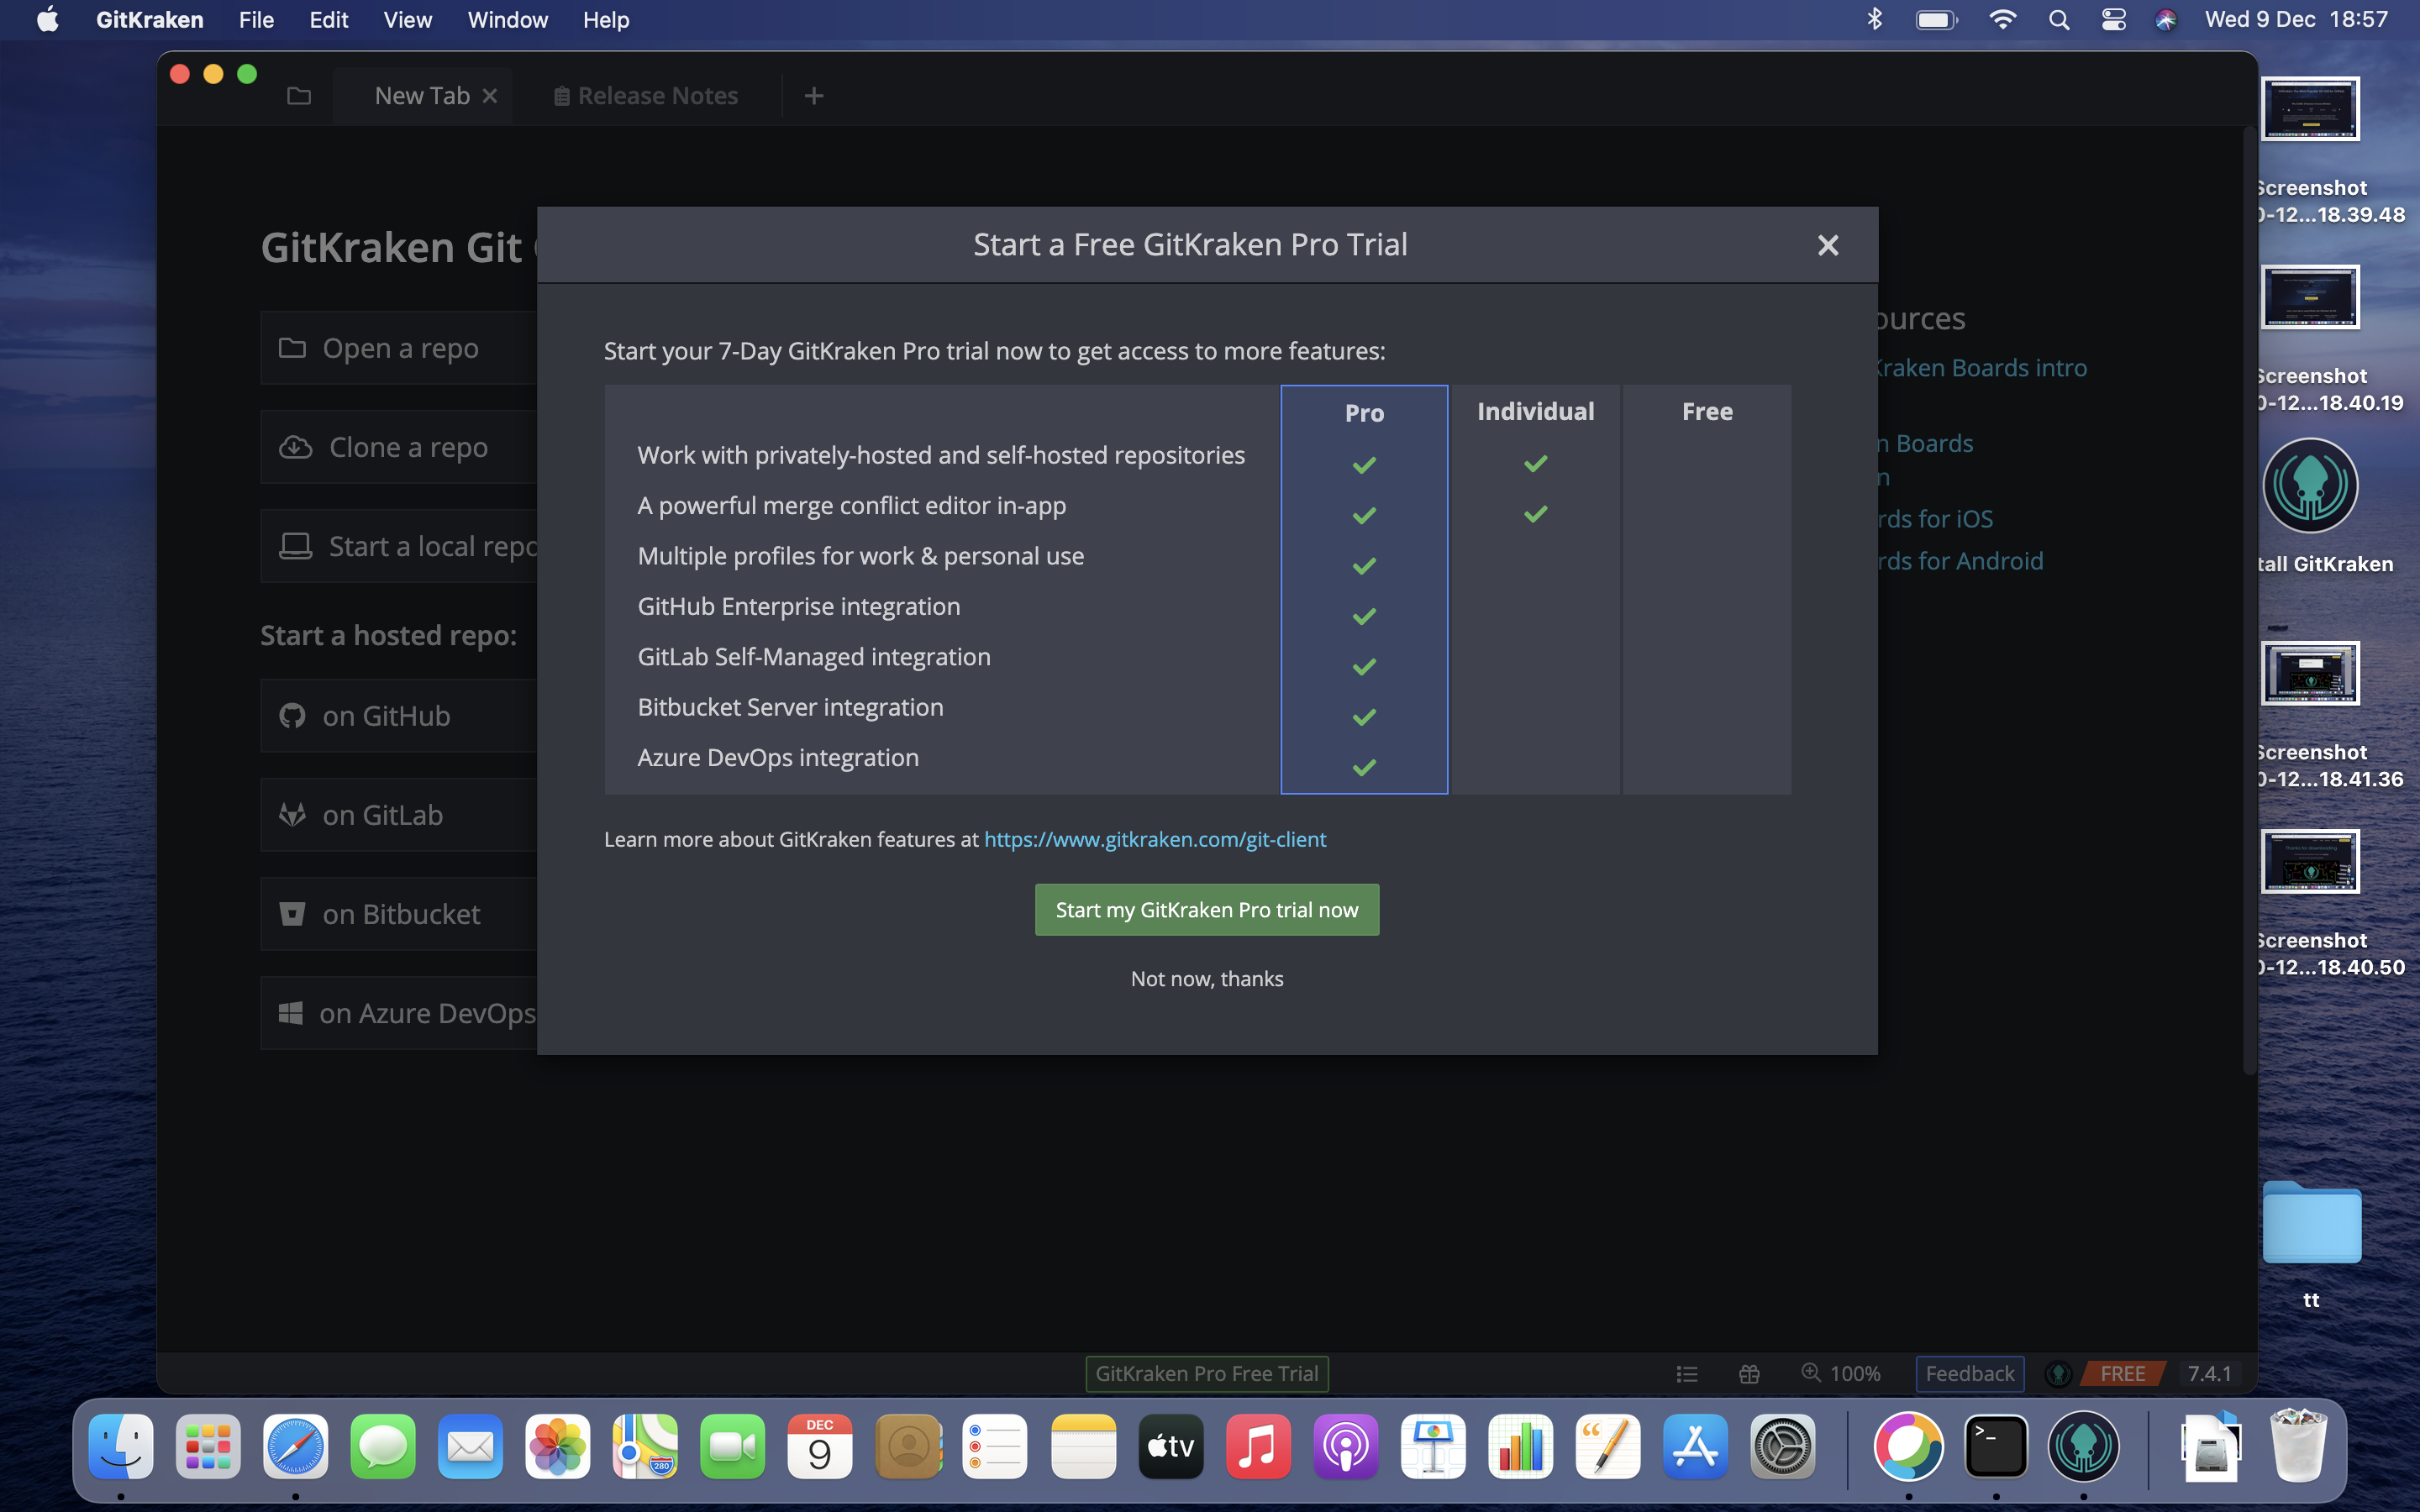 GitKraken File Edit View Window Help
Wed 9 Dec 18:57
New Tab
Release Notes
GitKraken Git
Open a repo
Clone a repo
Start a local repo
Start a hosted repo:
on GitHub
on GitLab
on Bitbucket
on Azure DevOps
Start a Free GitKraken Pro Trial
Start your 7-Day GitKraken Pro trial now to get access to more features:
Pro Individual Free
Work with privately-hosted and self-hosted repositories
A powerful merge conflict editor in-app
Multiple profiles for work & personal use
GitHub Enterprise integration
GitLab Self-Managed integration
Bitbucket Server integration
Azure DevOps integration
Learn more about GitKraken features at https://www.gitkraken.com/git-client
Start my GitKraken Pro trial now
Not now, thanks
ources
Kraken Boards intro
n Boards
n
rds for iOS
rds for Android
Screenshot
0-12...18.39.48
Screenshot
0-12...18.40.19
tall GitKraken
Screenshot
0-12...18.41.36
Screenshot
0-12...18.40.50
tt
GitKraken Pro Free Trial
100%
Feedback
FREE
7.4.1
DEC
9
tv
280